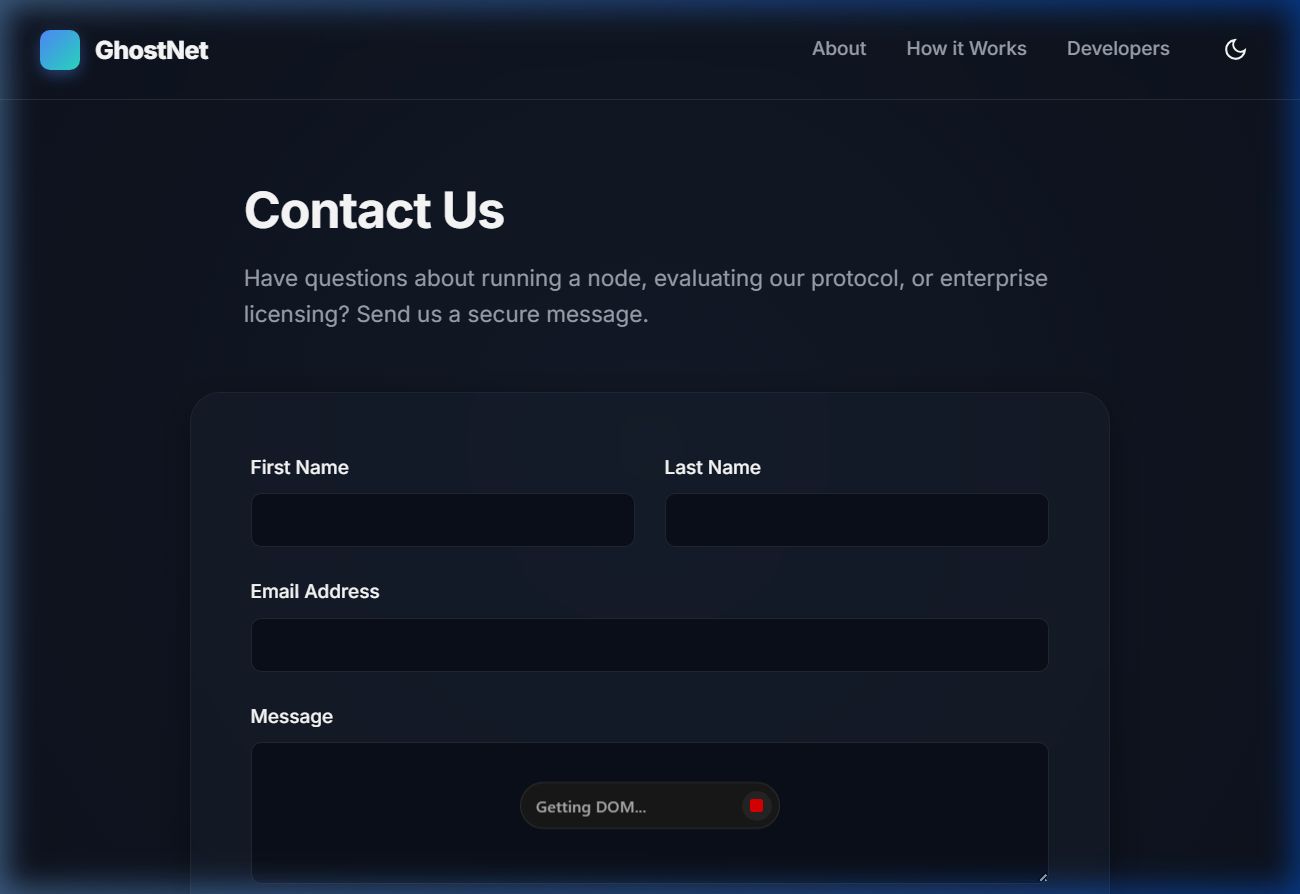 GhostNet
About
How it Works
Developers
Contact Us
Have questions about running a node, evaluating our protocol, or enterprise
licensing? Send us a secure message.
First Name
Last Name
Email Address
Message
Getting DOM...